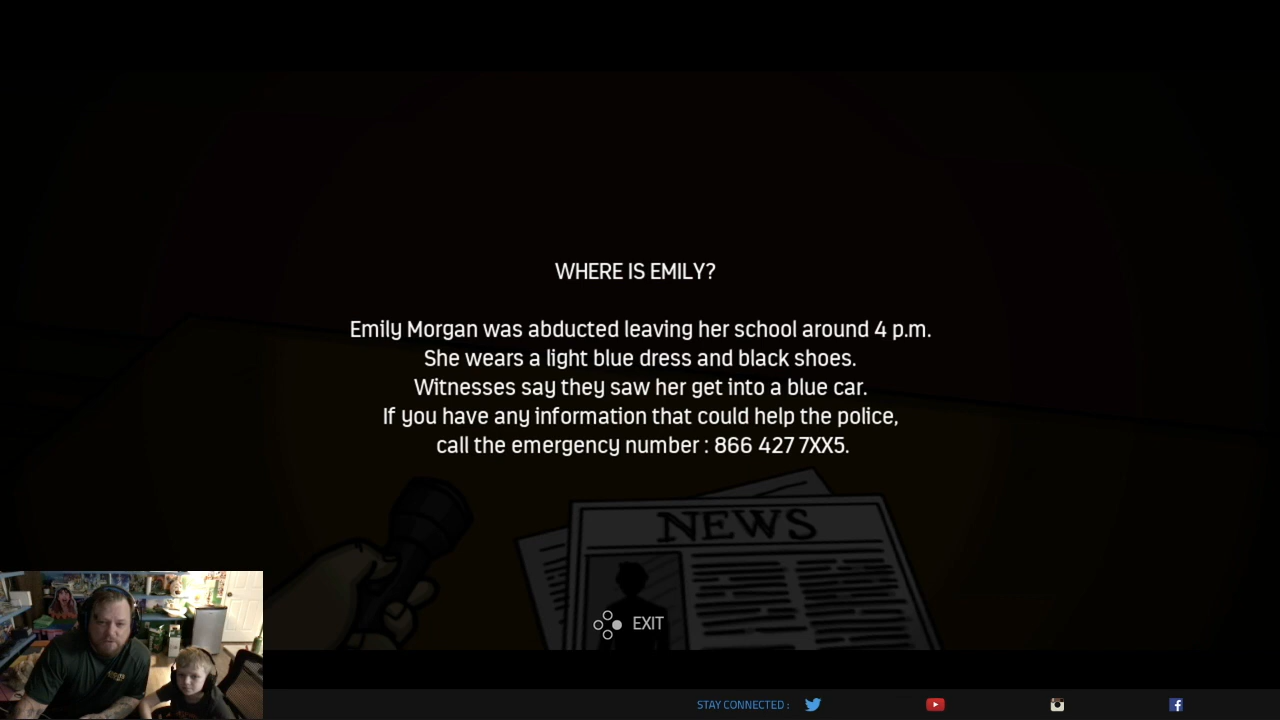 WHERE IS EMILY?
Emily Morgan was abducted leaving her school around 4 p.m.
She wears a light blue dress and black shoes.
Witnesses say they saw her get into a blue car.
If you have any information that could help the police,
call the emergency number : 866 427 7XX5.
NEWS
EXIT
STAY CONNECTED :